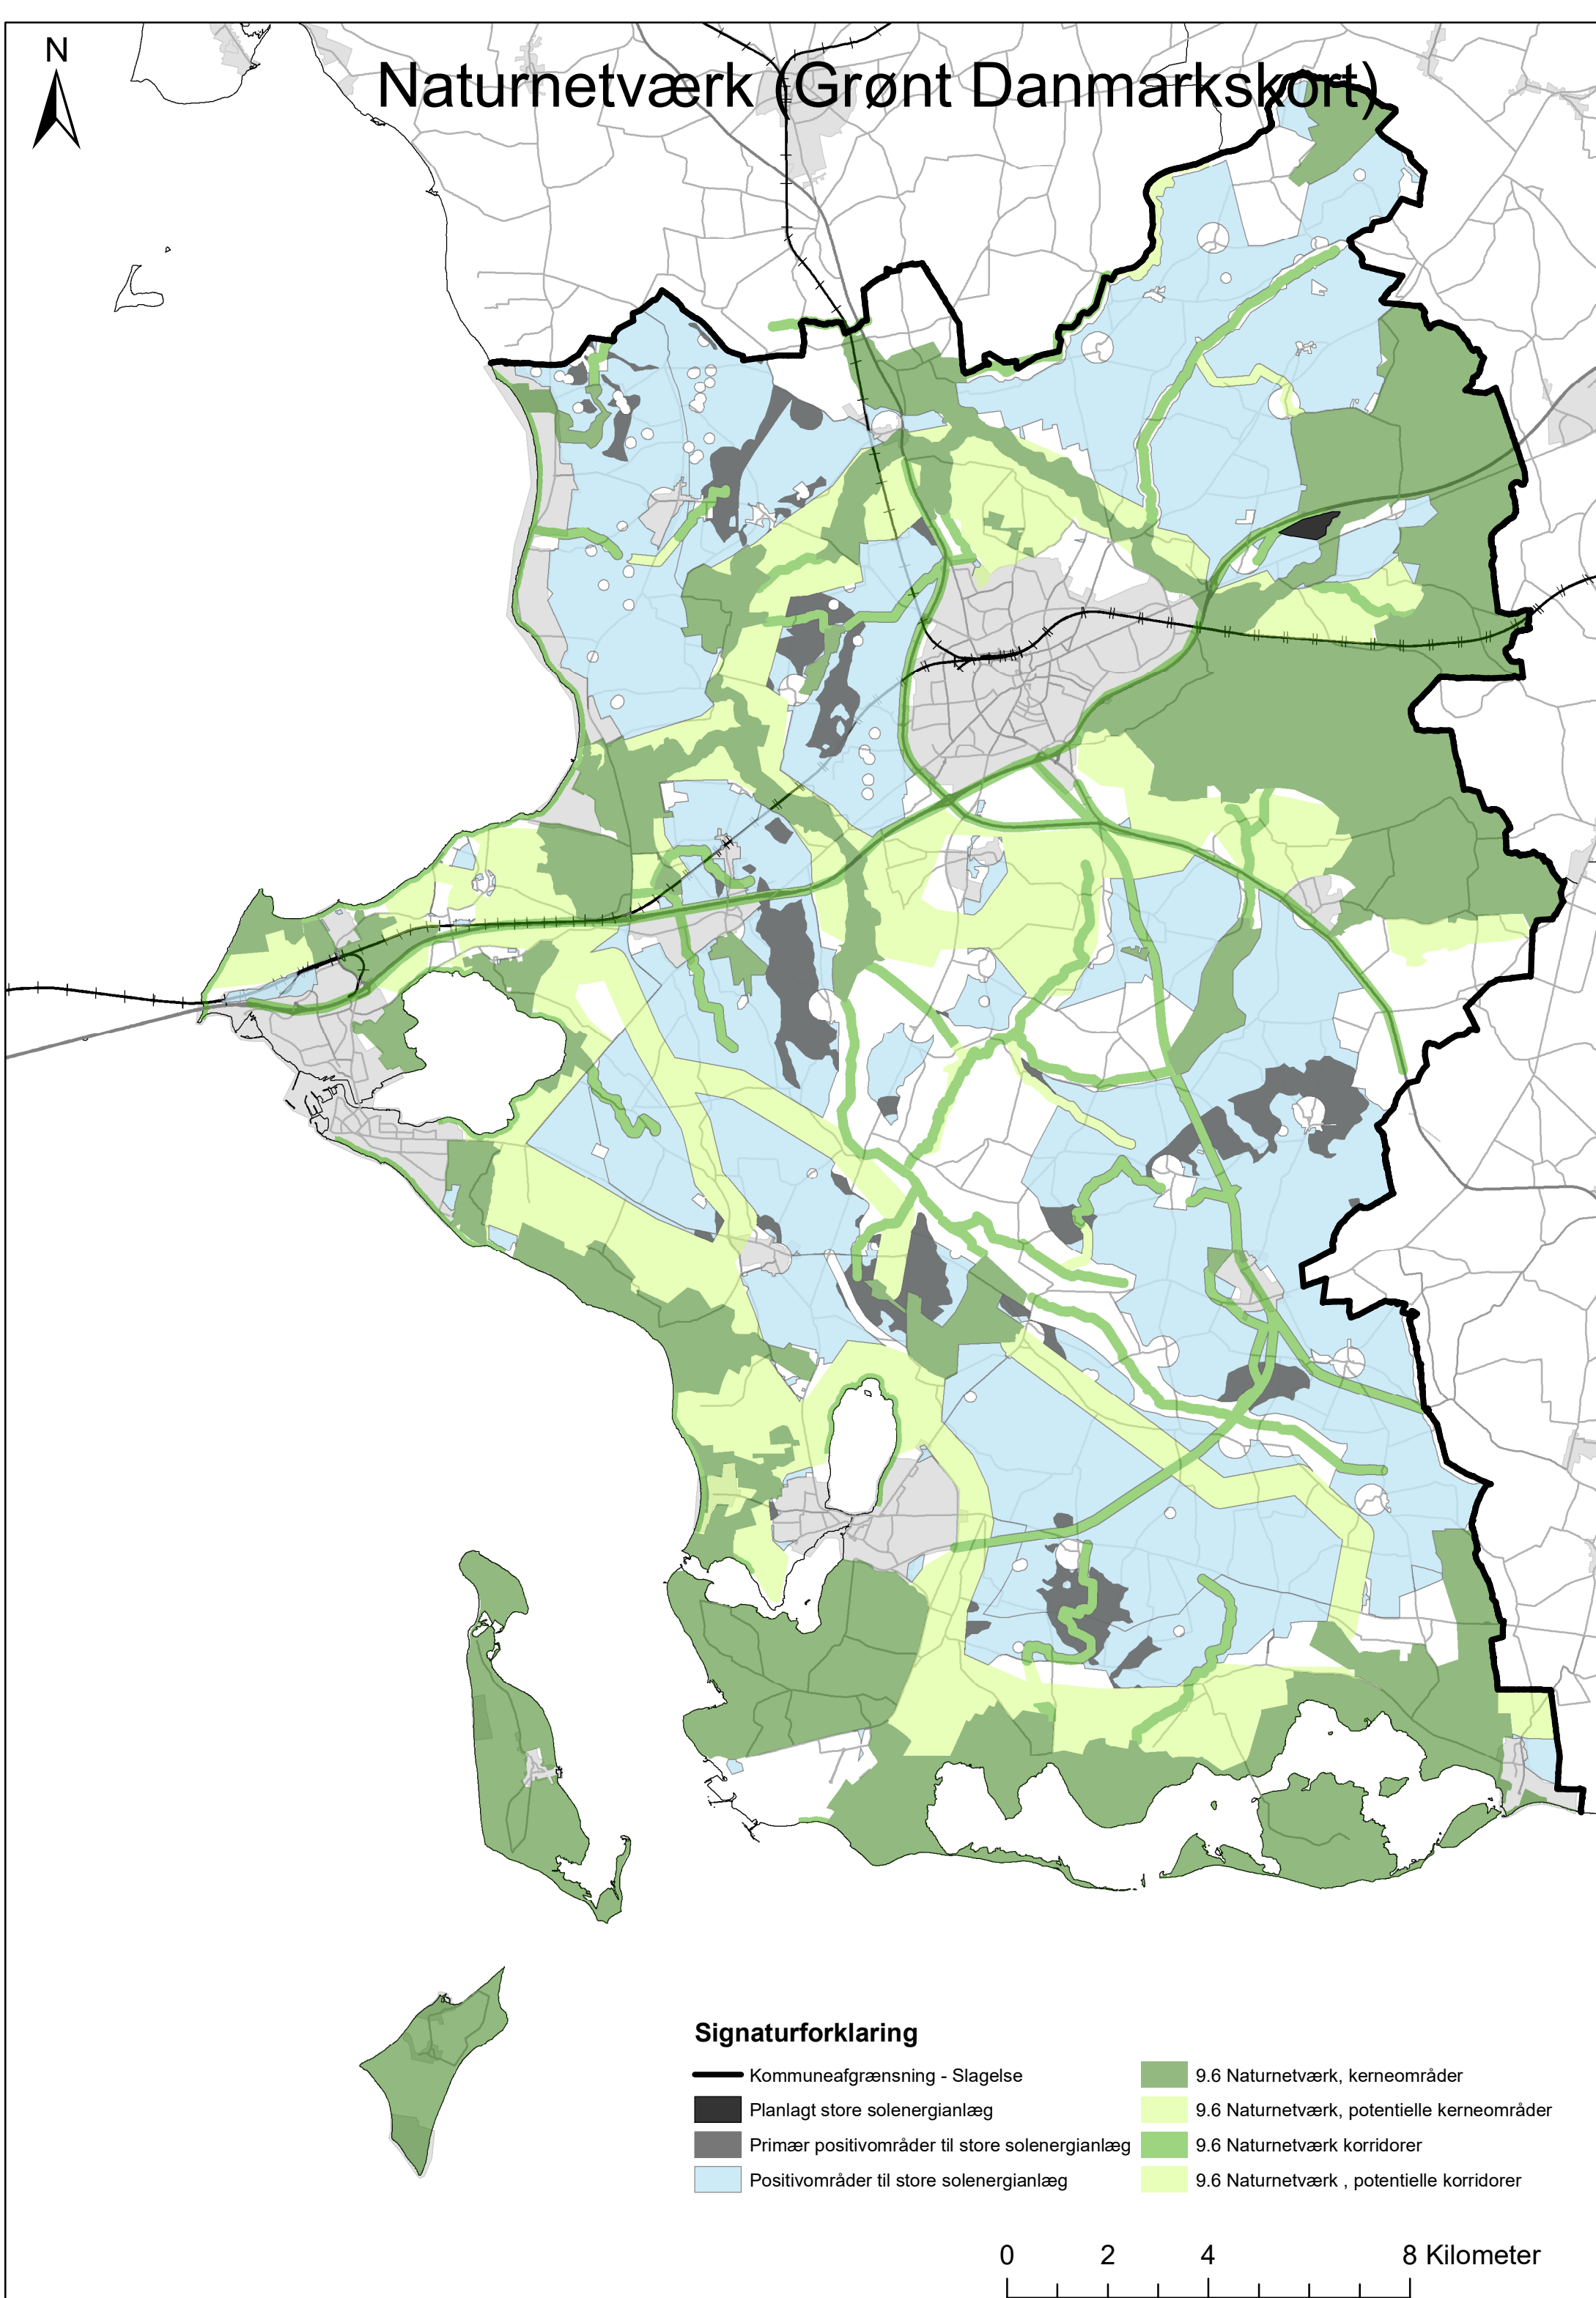 N
Naturnetværk (Grønt Danmarkskort)
Signaturforklaring
Kommuneafgrænsning - Slagelse
Planlagt store solenergianlæg
Primær positivområder til store solenergianlæg
Positivområder til store solenergianlæg
9.6 Naturnetværk, kerneområder
9.6 Naturnetværk, potentielle kerneområder
9.6 Naturnetværk korridorer
9.6 Naturnetværk , potentielle korridorer
0 2 4 8 Kilometer